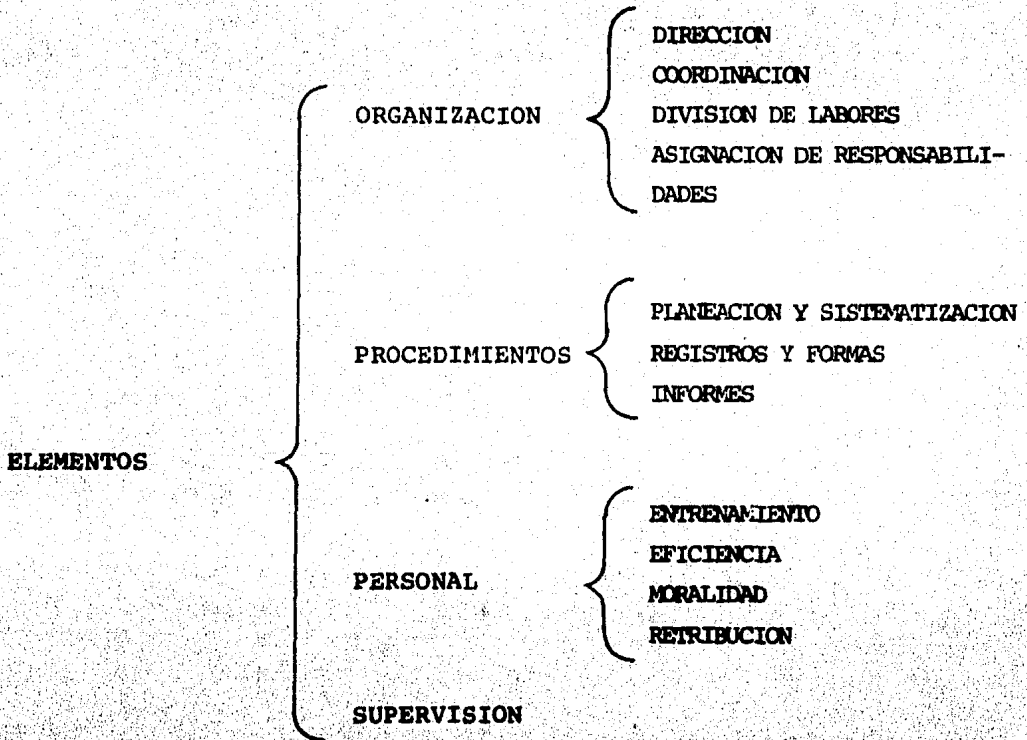 DIRECCION
COORDINACION
ORGANIZACION
DIVISION DE LABORES
ASIGNACION DE RESPONSABILI-
DADES
PLANEACION Y SISTEMATIZACION
PROCEDIMIENTOS
REGISTROS Y FORMAS
INFORMES
ELEMENTOS
ENTRENAMIENTO
EFICIENCIA
PERSONAL
MORALIDAD
RETRIBUCION
SUPERVISION